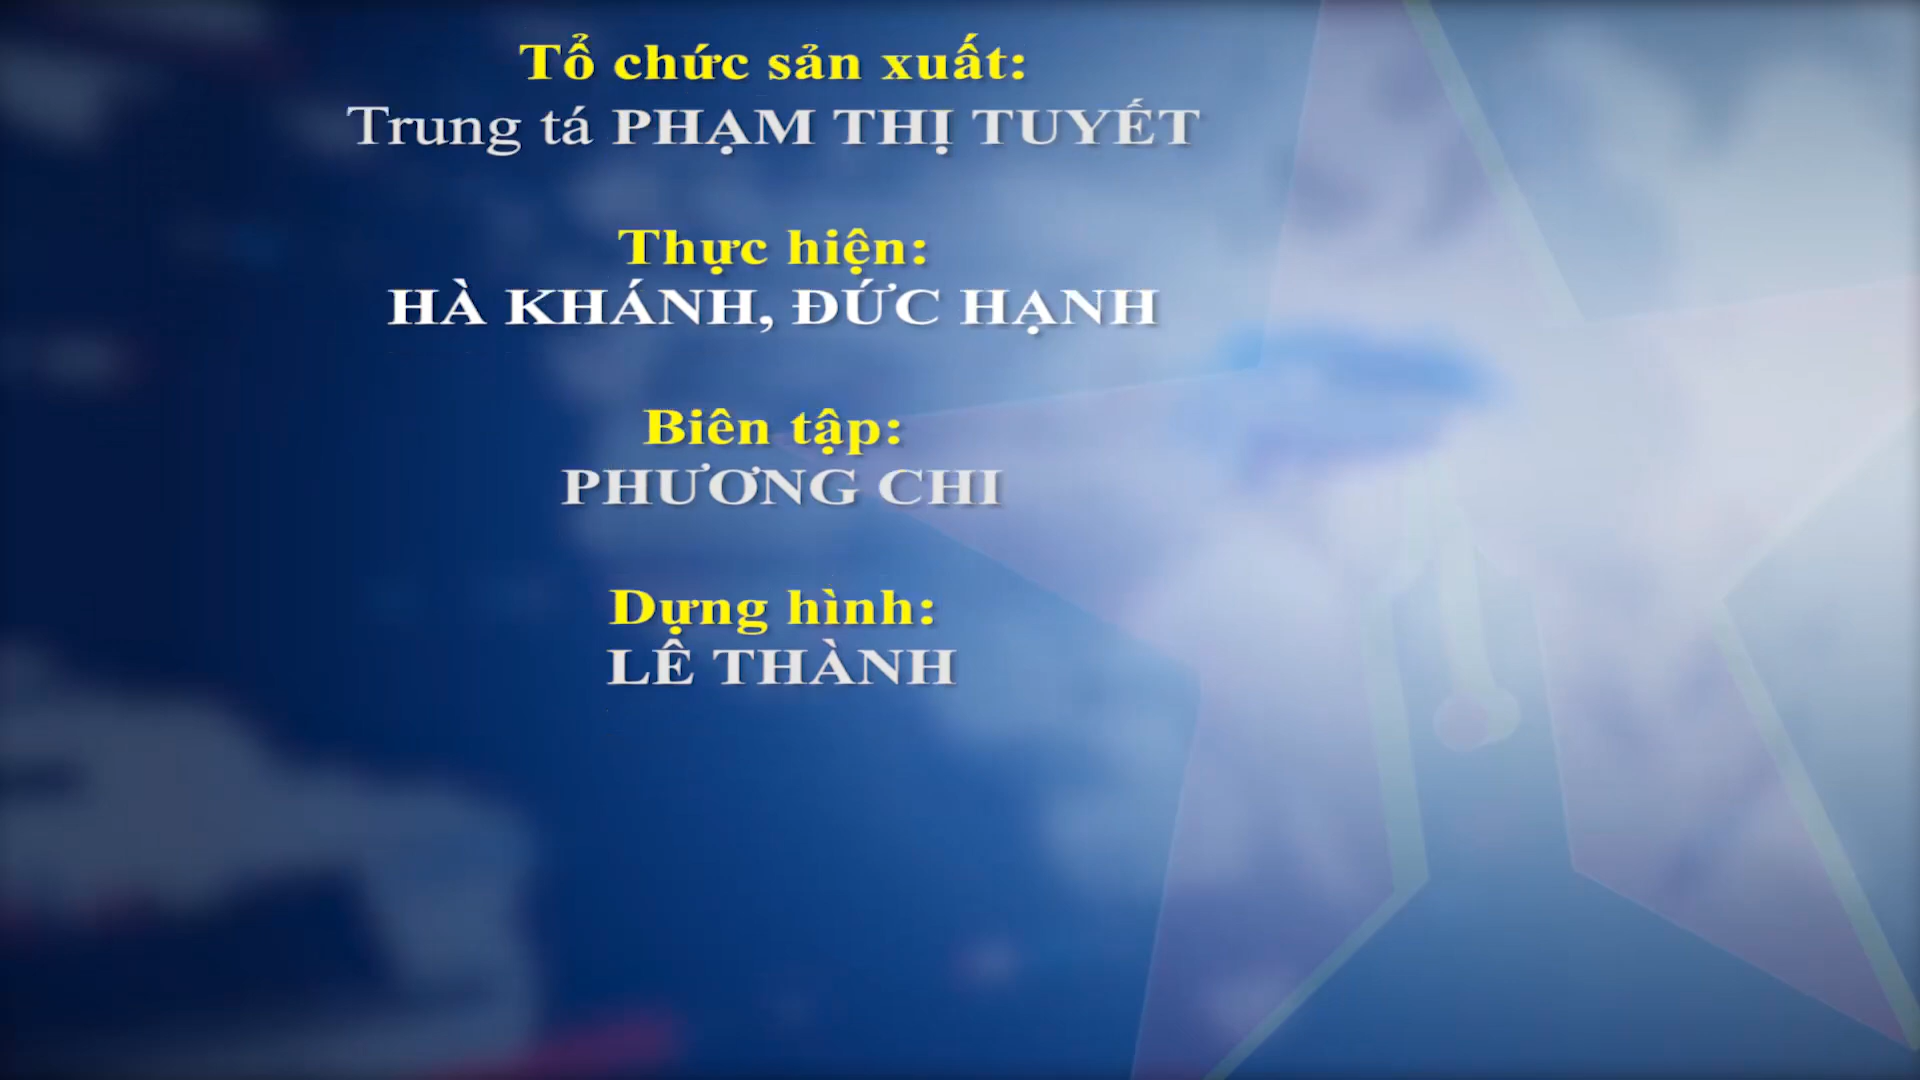 Tổ chức sản xuất:
Trung tá PHẠM THỊ TUYẾT
Thực hiện:
HÀ KHÁNH, ĐỨC HẠNH
Biên tập:
PHƯƠNG CHI
Dựng hình:
LÊ THÀNH